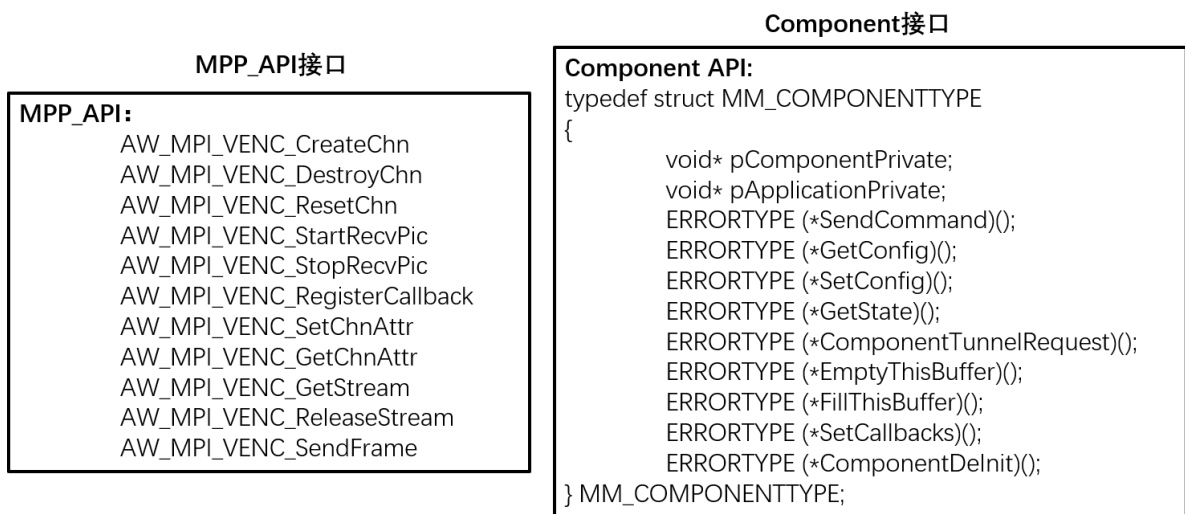 MPP_API接口
MPP_API：
AW_MPI_VENC_CreateChn
AW_MPI_VENC_DestroyChn
AW_MPI_VENC_ResetChn
AW_MPI_VENC_StartRecvPic
AW_MPI_VENC_StopRecvPic
AW_MPI_VENC_RegisterCallback
AW_MPI_VENC_SetChnAttr
AW_MPI_VENC_GetChnAttr
AW_MPI_VENC_GetStream
AW_MPI_VENC_ReleaseStream
AW_MPI_VENC_SendFrame
Component接口
Component API:
typedef struct MM_COMPONENTTYPE
{
void* pComponentPrivate;
void* pApplicationPrivate;
ERRORTYPE (*SendCommand)();
ERRORTYPE (*GetConfig)();
ERRORTYPE (*SetConfig)();
ERRORTYPE (*GetState)();
ERRORTYPE (*ComponentTunnelRequest)();
ERRORTYPE (*EmptyThisBuffer)();
ERRORTYPE (*FillThisBuffer)();
ERRORTYPE (*SetCallbacks)();
ERRORTYPE (*ComponentDeInit)();
} MM_COMPONENTTYPE;